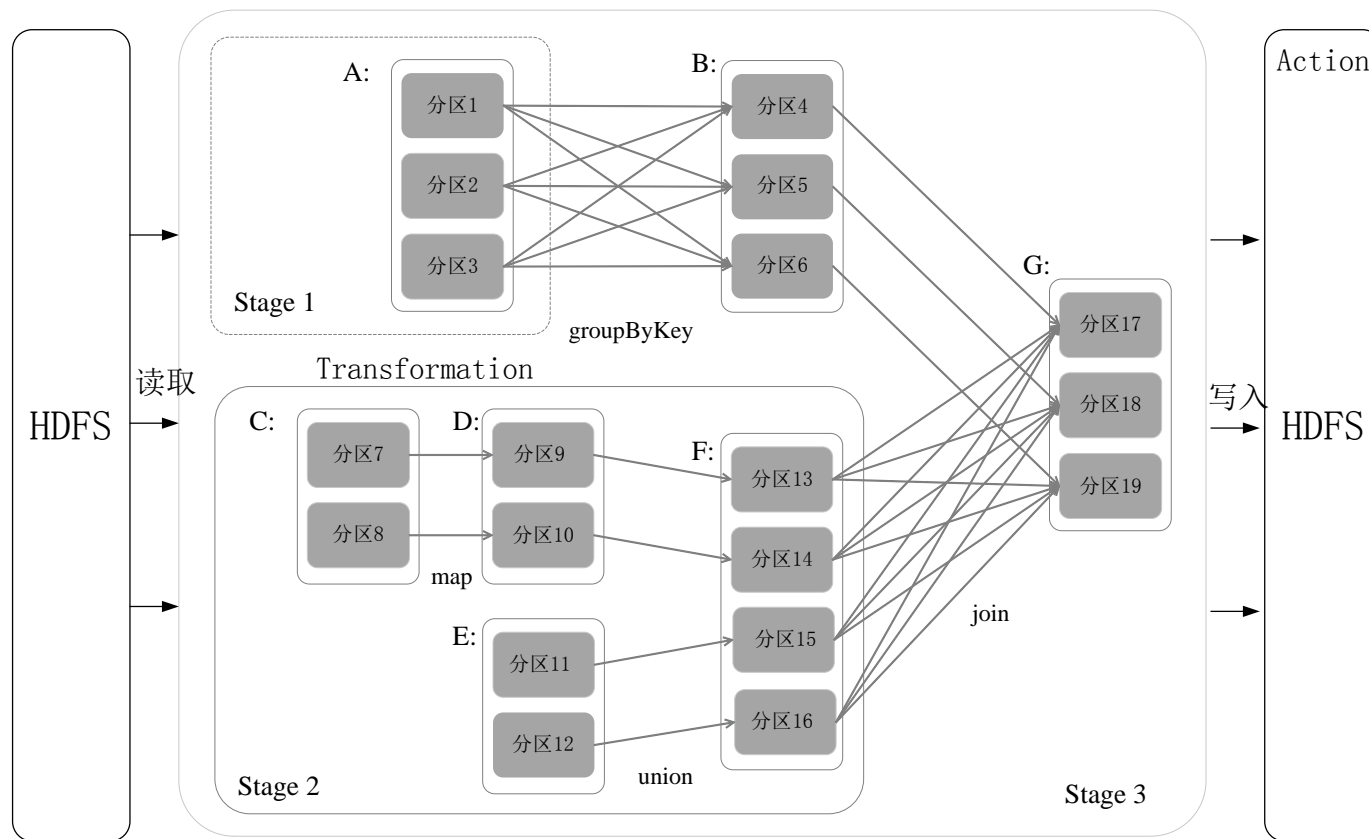 HDFS
读取
A:
分区1
分区2
分区3
Stage 1
groupByKey
B:
分区4
分区5
分区6
Transformation
C:
分区7
分区8
map
D:
分区9
分区10
E:
分区11
分区12
union
F:
分区13
分区14
分区15
分区16
Stage 2
join
G:
分区17
分区18
分区19
Stage 3
写入
Action
HDFS